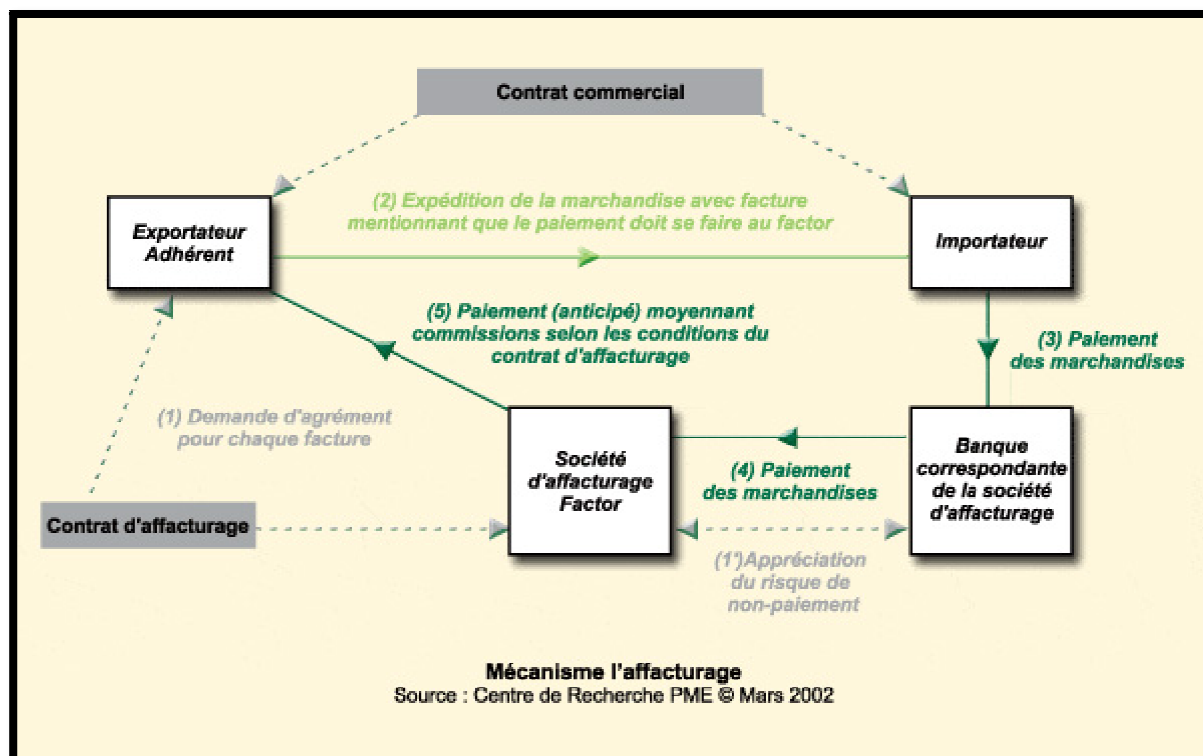 Contrat commercial
(2) Expédition de la marchandise avec facture
mentionnant que le paiement doit se faire au factor
Exportateur
Adhérent
Importateur
(5) Paiement (anticipé) moyennant
commissions selon les conditions du
contrat d'affacturage
(3) Paiement
des marchandises
(1) Demande d'agrément
pour chaque facture
Société
d'affacturage
Factor
(4) Paiement
des marchandises
Banque
correspondante
de la société
d'affacturage
Contrat d'affacturage
(1')Appréciation
du risque de
non-paiement
Mécanisme l'affacturage
Source : Centre de Recherche PME © Mars 2002